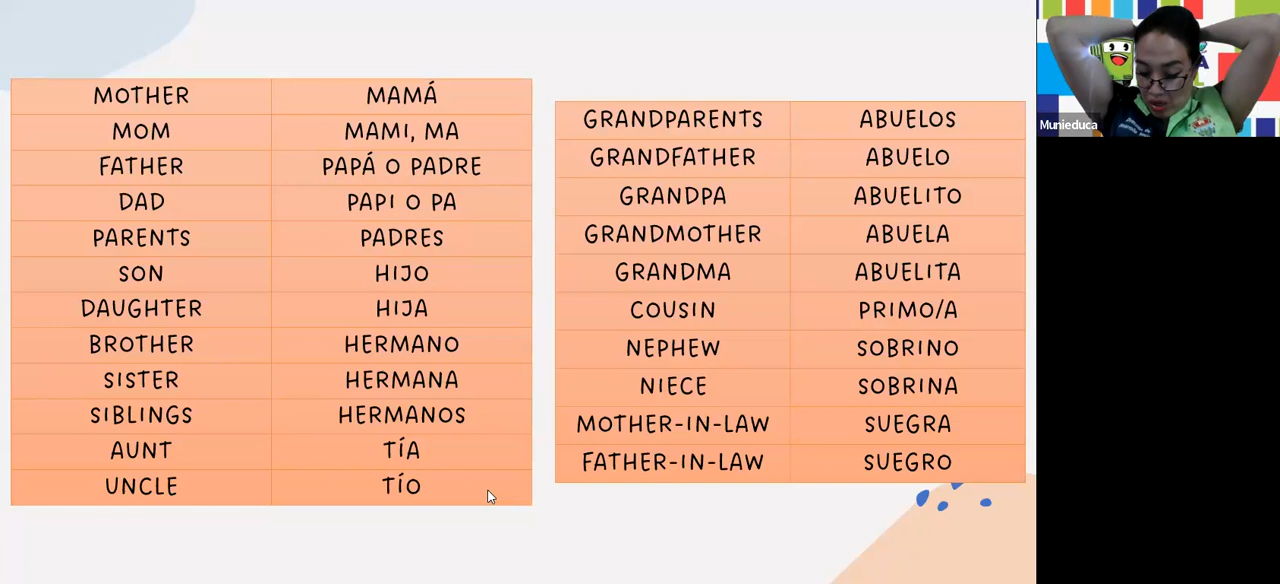 MOTHER MAMÁ
MOM MAMI, MA
FATHER PAPÁ O PADRE
DAD PAPI O PA
PARENTS PADRES
SON HIJO
DAUGHTER HIJA
BROTHER HERMANO
SISTER HERMANA
SIBLINGS HERMANOS
AUNT TÍA
UNCLE TÍO
GRANDPARENTS ABUELOS
GRANDFATHER ABUELO
GRANDPA ABUELITO
GRANDMOTHER ABUELA
GRANDMA ABUELITA
COUSIN PRIMO/A
NEPHEW SOBRINO
NIECE SOBRINA
MOTHER-IN-LAW SUEGRA
FATHER-IN-LAW SUEGRO
Munieduca